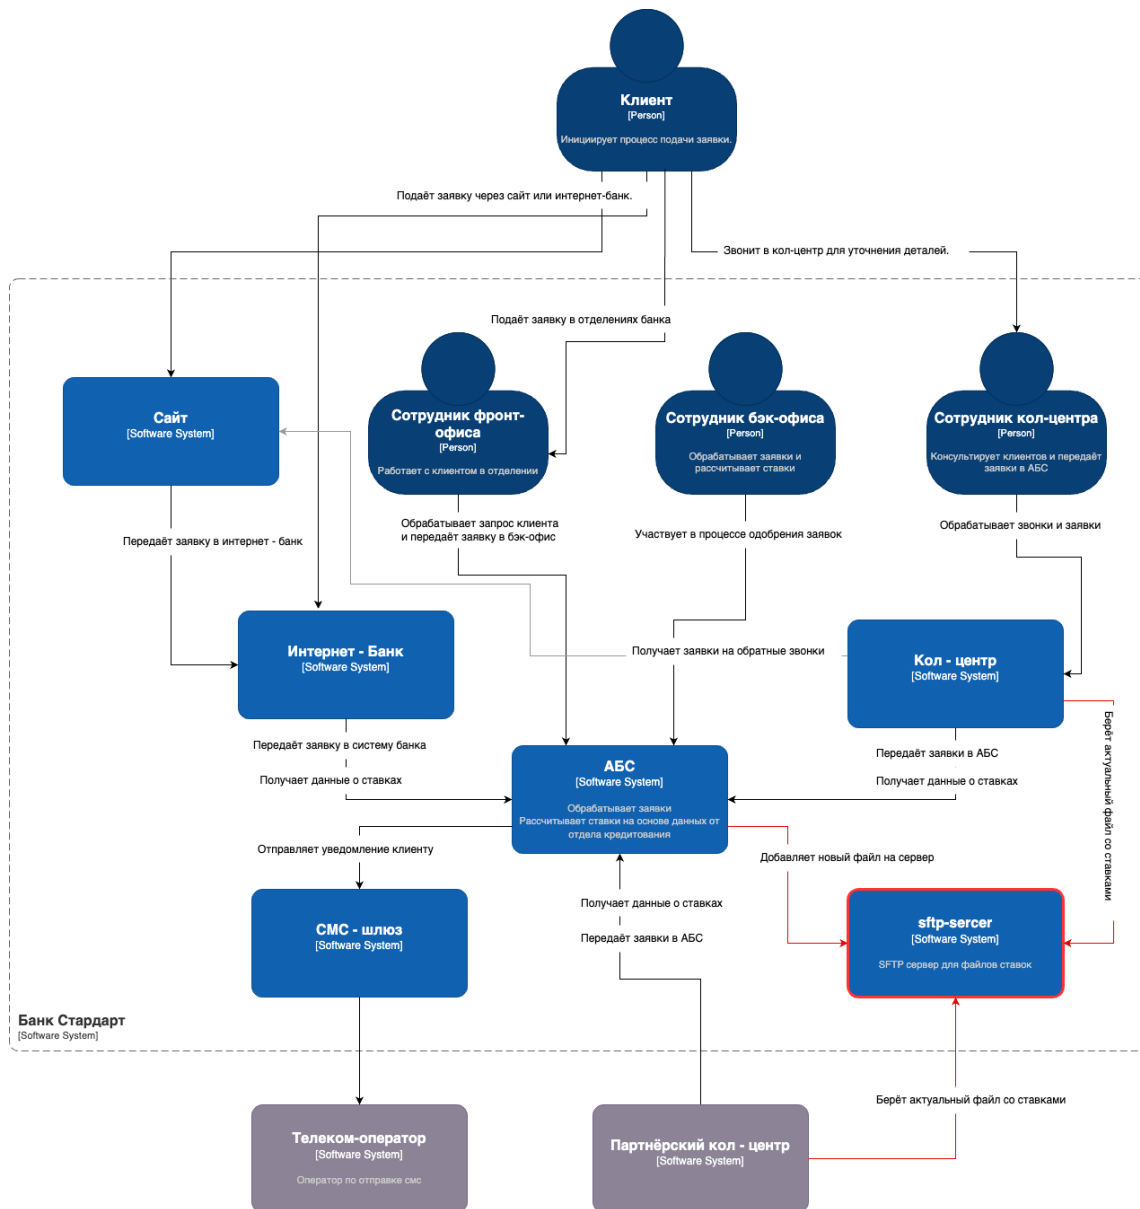 Клиент
[Person]
Инициирует процесс подачи заявки.
Подаёт заявку через сайт или интернет-банк.
Звонит в кол-центр для уточнения деталей.
Подаёт заявку в отделениях банка
Сайт
[Software System]
Сотрудник фронт-
офиса
[Person]
Работает с клиентом в отделении
Сотрудник бэк-офиса
[Person]
Обрабатывает заявки и
рассчитывает ставки
Сотрудник кол-центра
[Person]
Консультирует клиентов и передаёт
заявки в АБС
Передаёт заявку в интернет - банк
Обрабатывает запрос клиента
и передаёт заявку в бэк-офис
Участвует в процессе одобрения заявок
Обрабатывает звонки и заявки
Интернет - Банк
[Software System]
Получает заявки на обратные звонки
Кол - центр
[Software System]
Берёт актуальный файл со ставками
Передаёт заявку в систему банка
Получает данные о ставках
АБС
[Software System]
Обрабатывает заявки
Рассчитывает ставки на основе данных от
отдела кредитования
Передаёт заявки в АБС
Получает данные о ставках
Отправляет уведомление клиенту
Добавляет новый файл на сервер
СМС - шлюз
[Software System]
Получает данные о ставках
Передаёт заявки в АБС
sftp-sercer
[Software System]
SFTP сервер для файлов ставок
Банк Стардарт
[Software System]
Берёт актуальный файл со ставками
Телеком-оператор
[Software System]
Оператор по отправке смс
Партнёрский кол - центр
[Software System]